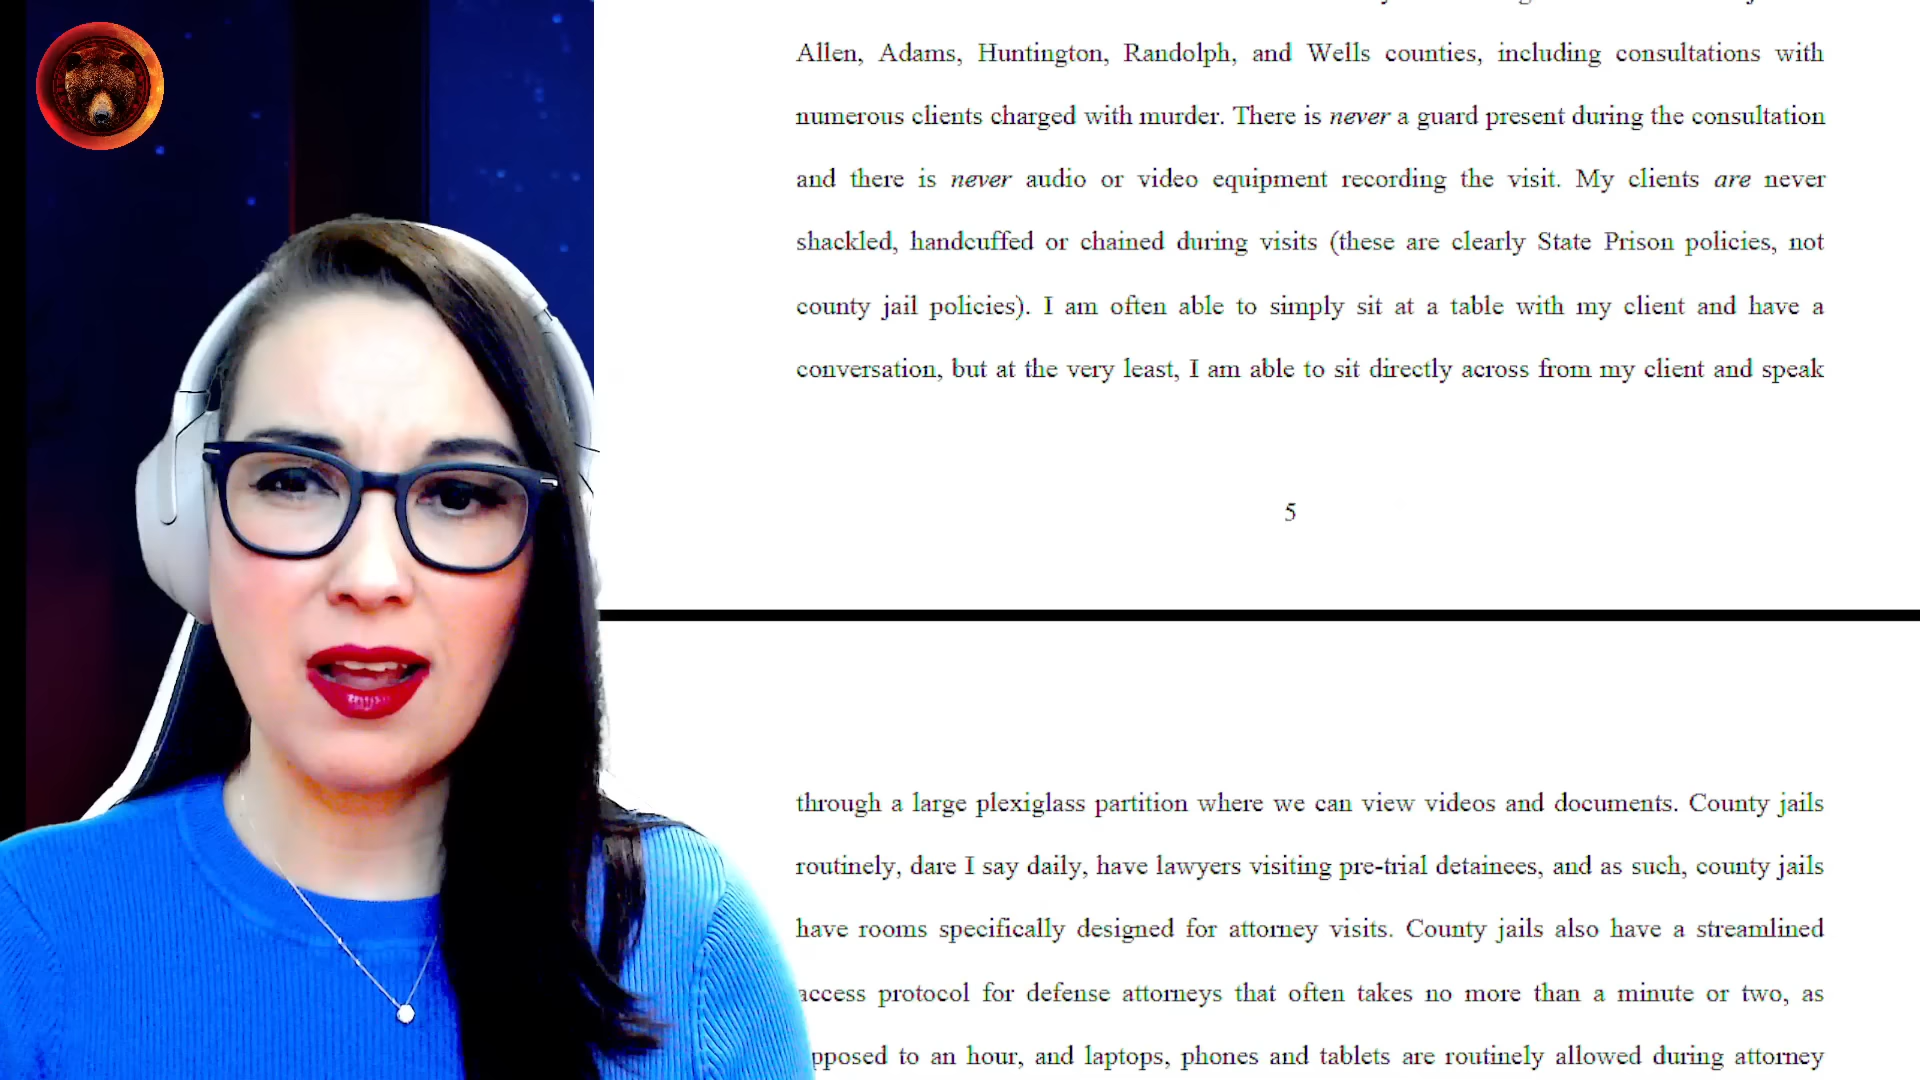 Allen, Adams, Huntington, Randolph, and Wells counties, including consultations with
numerous clients charged with murder. There is never a guard present during the consultation
and there is never audio or video equipment recording the visit. My clients are never
shackled, handcuffed or chained during visits (these are clearly State Prison policies, not
county jail policies). I am often able to simply sit at a table with my client and have a
conversation, but at the very least, I am able to sit directly across from my client and speak
5
through a large plexiglass partition where we can view videos and documents. County jails
routinely, dare I say daily, have lawyers visiting pre-trial detainees, and as such, county jails
have rooms specifically designed for attorney visits. County jails also have a streamlined
access protocol for defense attorneys that often takes no more than a minute or two, as
pposed to an hour, and laptops, phones and tablets are routinely allowed during attorney